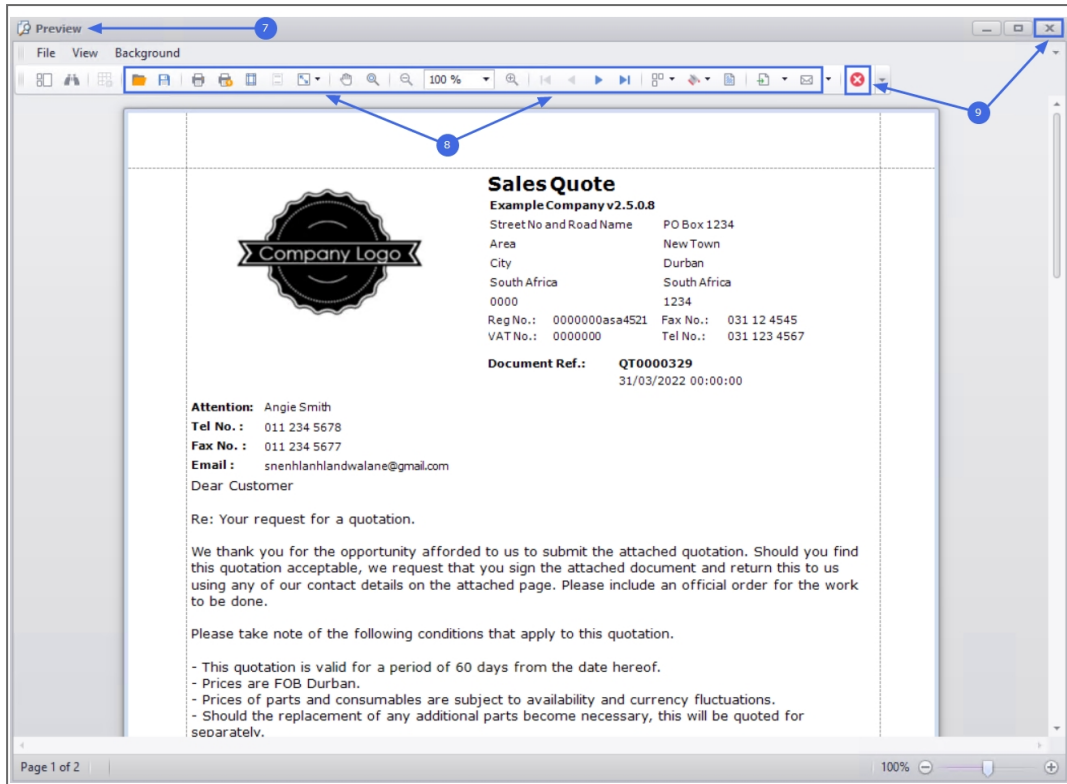 Preview
7
File View Background
100 %
8
9
Sales Quote
Example Company v2.5.0.8
Company Logo
Street No and Road Name PO Box 1234
Area New Town
City Durban
South Africa South Africa
0000 1234
Reg No.: 0000000asa4521 Fax No.: 031 12 4545
VAT No.: 0000000 Tel No.: 031 123 4567
Document Ref.: QT0000329
31/03/2022 00:00:00
Attention: Angie Smith
Tel No. : 011 234 5678
Fax No. : 011 234 5677
Email : snenhlanhlandwalane@gmail.com
Dear Customer
Re: Your request for a quotation.
We thank you for the opportunity afforded to us to submit the attached quotation. Should you find
this quotation acceptable, we request that you sign the attached document and return this to us
using any of our contact details on the attached page. Please include an official order for the work
to be done.
Please take note of the following conditions that apply to this quotation.
- This quotation is valid for a period of 60 days from the date hereof.
- Prices are FOB Durban.
- Prices of parts and consumables are subject to availability and currency fluctuations.
- Should the replacement of any additional parts become necessary, this will be quoted for
separately.
Page 1 of 2 100%